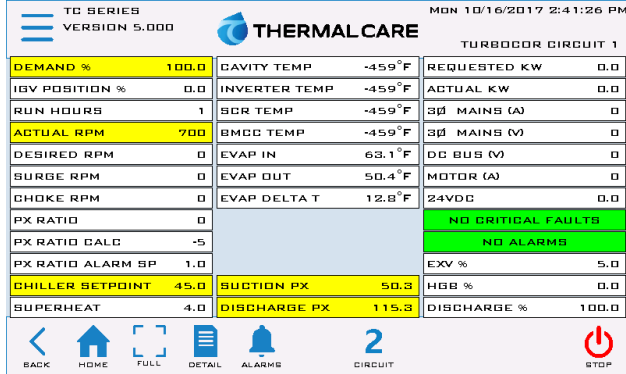 TC SERIES
VERSION 5.000
THERMALCARE
MON 10/16/2017 2:41:26 PM
TURBOCOR CIRCUIT 1
DEMAND % 100.0 CAVITY TEMP -459°F REQUESTED KW 0.0
IGV POSITION % 0.0 INVERTER TEMP -459°F ACTUAL KW 0.0
RUN HOURS 1 SCR TEMP -459°F 3Ø MAINS (A) 0
ACTUAL RPM 700 BMCC TEMP -459°F 3Ø MAINS (V) 0
DESIRED RPM 0 EVAP IN 63.1°F DC BUS (V) 0
SURGE RPM 0 EVAP OUT 50.4°F MOTOR (A) 0
CHOKE RPM 0 EVAP DELTA T 12.8°F 24VDC 0.0
PX RATIO 0 NO CRITICAL FAULTS
PX RATIO CALC -5 NO ALARMS
PX RATIO ALARM SP 1.0 EXV % 5.0
CHILLER SETPOINT 45.0 SUCTION PX 50.3 HGB % 0.0
SUPERHEAT 4.0 DISCHARGE PX 115.3 DISCHARGE % 100.0
2
BACK HOME FULL DETAIL ALARMS CIRCUIT STOP